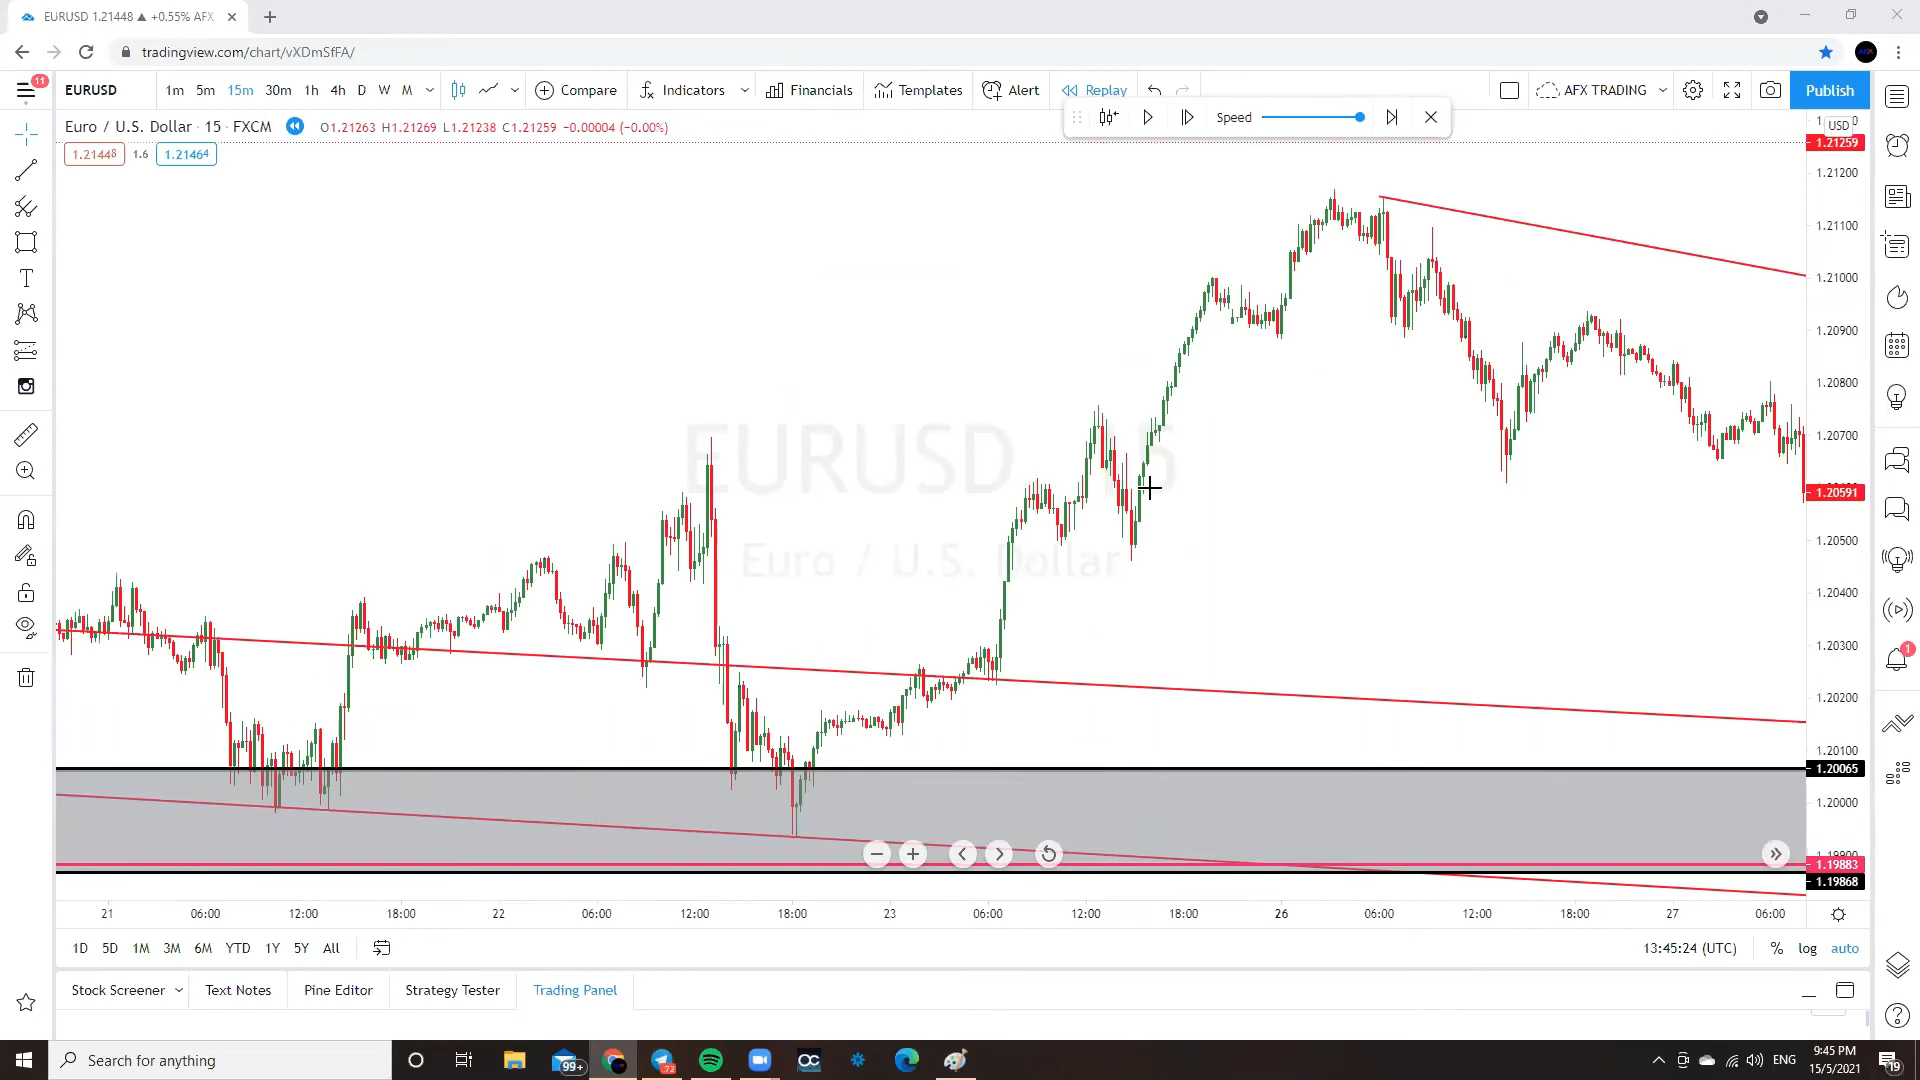 EURUSD 1.21448 ▲ +0.55% AFX
tradingview.com/chart/vXDmSfFA/
11
EURUSD 1m 5m 15m 30m 1h 4h D W M Compare Indicators Financials Templates Alert Replay AFX TRADING Publish
Speed
Euro / U.S. Dollar · 15 · FXCM O1.21263 H1.21269 L1.21238 C1.21259 -0.00004 (-0.00%)
USD
1.21448 1.6 1.21464
1.21259
1.21200
1.21100
1.21000
1.20900
1.20800
1.20700
1.20591
1.20500
1.20400
1.20300
1.20200
1.20100
1.20065
1.20000
1.19883
1.19868
EURUSD 15
Euro / U.S. Dollar
1
21 06:00 12:00 18:00 22 06:00 12:00 18:00 23 06:00 12:00 18:00 26 06:00 12:00 18:00 27 06:00
1D 5D 1M 3M 6M YTD 1Y 5Y All 13:45:24 (UTC) % log auto
Stock Screener Text Notes Pine Editor Strategy Tester Trading Panel
Search for anything
99+
72
OC
ENG
9:45 PM
15/5/2021
19